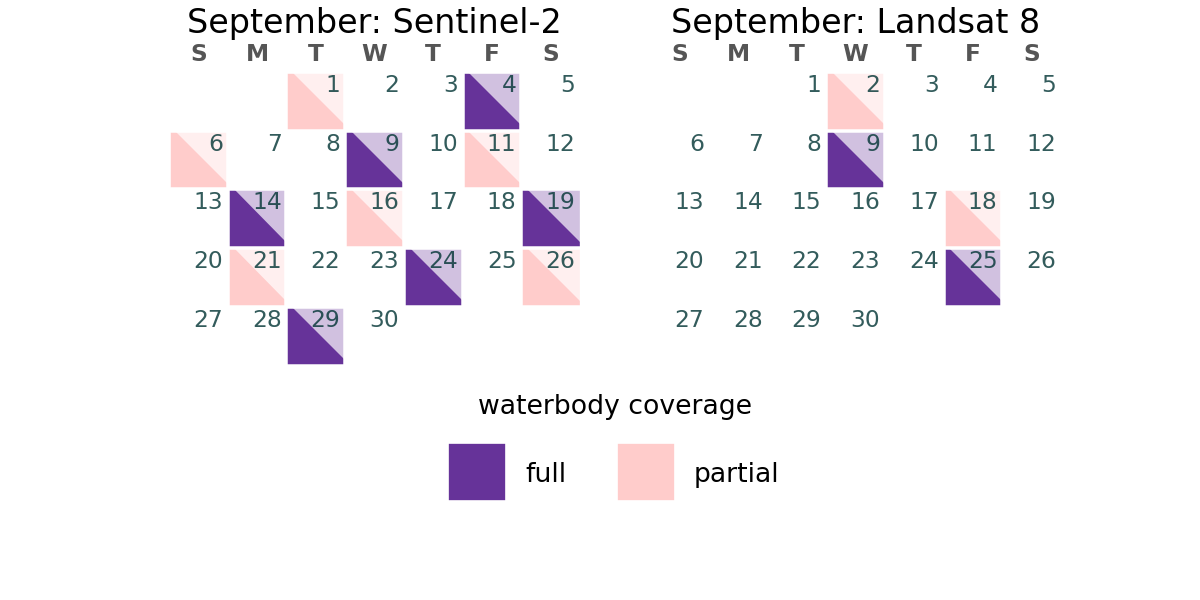 September: Sentinel-2
S M T W T F S
1 2 3 4 5
6 7 8 9 10 11 12
13 14 15 16 17 18 19
20 21 22 23 24 25 26
27 28 29 30
September: Landsat 8
S M T W T F S
1 2 3 4 5
6 7 8 9 10 11 12
13 14 15 16 17 18 19
20 21 22 23 24 25 26
27 28 29 30
waterbody coverage
full partial